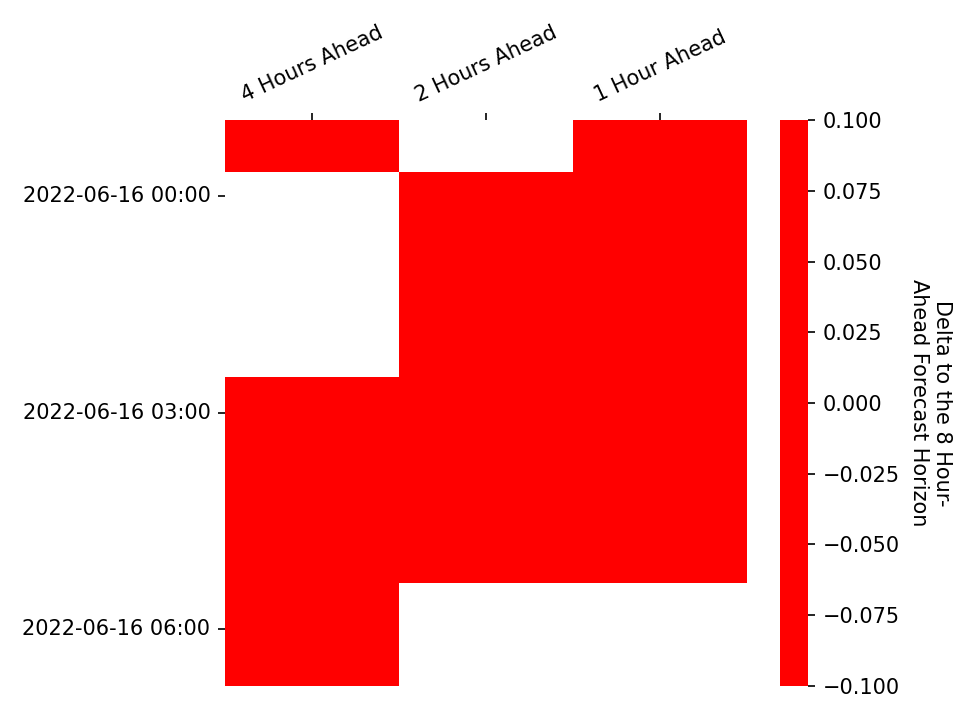 4 Hours Ahead
2 Hours Ahead
1 Hour Ahead
2022-06-16 00:00
2022-06-16 03:00
2022-06-16 06:00
0.100
0.075
0.050
0.025
0.000
−0.025
−0.050
−0.075
−0.100
Delta to the 8 Hour-
Ahead Forecast Horizon